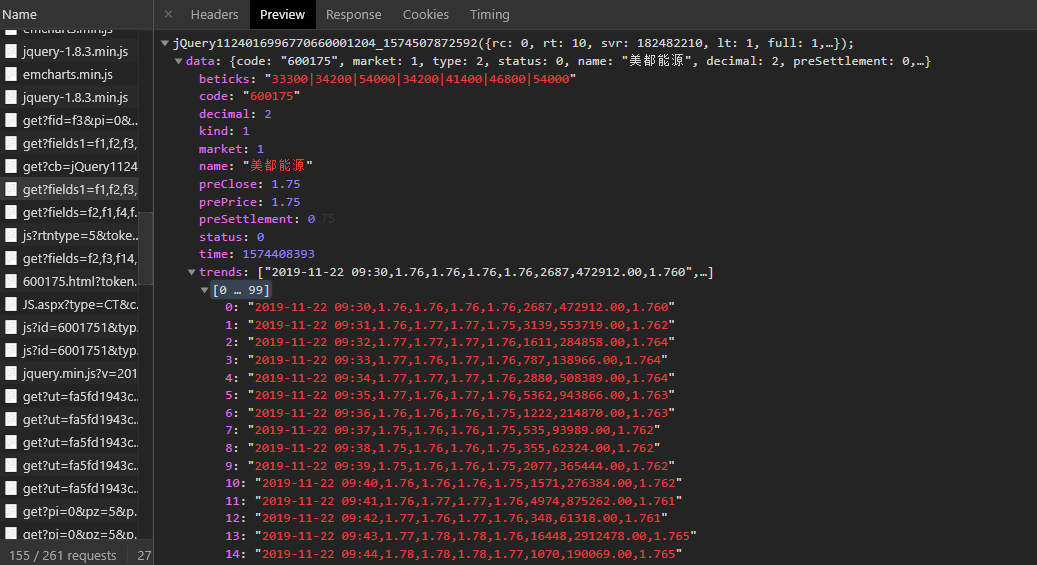 Name
emcharts.min.js
jquery-1.8.3.min.js
emcharts.min.js
jquery-1.8.3.min.js
get?fid=f3&pi=0&...
get?fields1=f1,f2,f3,
get?cb=jQuery1124
get?fields1=f1,f2,f3,
get?fields=f2,f1,f4,f.
js?rtntype=5&toke..
get?fields=f2,f3,f14,
600175.html?token.
JS.aspx?type=CT&c.
js?id=6001751&typ.
js?id=6001751&typ.
jquery.min.js?v=201
get?ut=fa5fd1943c.
get?ut=fa5fd1943c.
get?ut=fa5fd1943c.
get?ut=fa5fd1943c.
get?ut=fa5fd1943c.
get?pi=0&pz=5&p.
get?pi=0&pz=5&p.
155 / 261 requests
27
× Headers Preview Response Cookies Timing
▼jQuery1124016996770660001204_1574507872592({rc: 0, rt: 10, svr: 182482210, lt: 1, full: 1,…});
▼data: {code: "600175", market: 1, type: 2, status: 0, name: "美都能源", decimal: 2, preSettlement: 0,…}
beticks: "33300|34200|54000|34200|41400|46800|54000"
code: "600175"
decimal: 2
kind: 1
market: 1
name: "美都能源"
preClose: 1.75
prePrice: 1.75
preSettlement: 0
status: 0
time: 1574408393
▼trends: ["2019-11-22 09:30,1.76,1.76,1.76,1.76,2687,472912.00,1.760",…]
▼[0 … 99]
0: "2019-11-22 09:30,1.76,1.76,1.76,1.76,2687,472912.00,1.760"
1: "2019-11-22 09:31,1.76,1.77,1.77,1.75,3139,553719.00,1.762"
2: "2019-11-22 09:32,1.77,1.77,1.77,1.76,1611,284858.00,1.764"
3: "2019-11-22 09:33,1.77,1.76,1.77,1.76,787,138966.00,1.764"
4: "2019-11-22 09:34,1.77,1.77,1.77,1.76,2880,508389.00,1.764"
5: "2019-11-22 09:35,1.77,1.76,1.77,1.76,5362,943866.00,1.763"
6: "2019-11-22 09:36,1.76,1.76,1.76,1.75,1222,214870.00,1.763"
7: "2019-11-22 09:37,1.75,1.76,1.76,1.75,535,93989.00,1.762"
8: "2019-11-22 09:38,1.75,1.76,1.76,1.75,355,62324.00,1.762"
9: "2019-11-22 09:39,1.75,1.76,1.76,1.75,2077,365444.00,1.762"
10: "2019-11-22 09:40,1.76,1.76,1.76,1.75,1571,276384.00,1.762"
11: "2019-11-22 09:41,1.76,1.77,1.77,1.76,4974,875262.00,1.761"
12: "2019-11-22 09:42,1.77,1.76,1.77,1.76,348,61318.00,1.761"
13: "2019-11-22 09:43,1.77,1.78,1.78,1.76,16448,2912478.00,1.765"
14: "2019-11-22 09:44,1.78,1.78,1.78,1.77,1070,190069.00,1.765"